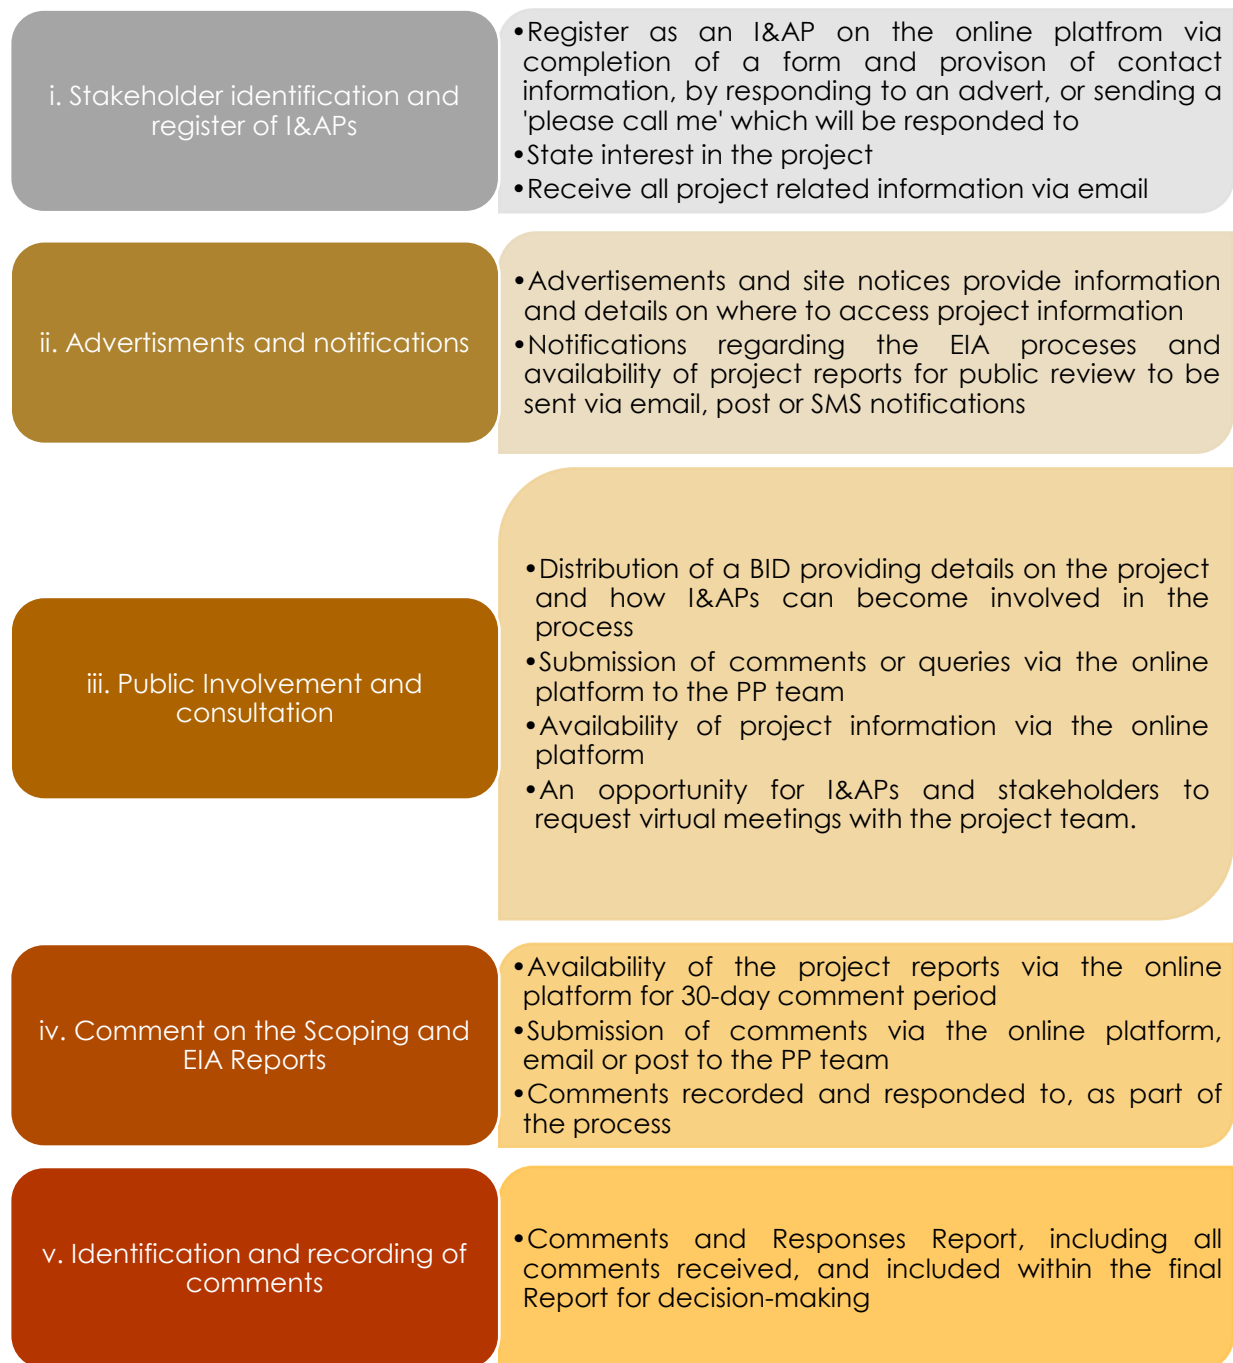 i. Stakeholder identification and
register of I&APs
•Register as an I&AP on the online platfrom via
completion of a form and provison of contact
information, by responding to an advert, or sending a
'please call me' which will be responded to
•State interest in the project
•Receive all project related information via email
ii. Advertisments and notifications
•Advertisements and site notices provide information
and details on where to access project information
•Notifications regarding the EIA proceses and
availability of project reports for public review to be
sent via email, post or SMS notifications
iii. Public Involvement and
consultation
•Distribution of a BID providing details on the project
and how I&APs can become involved in the
process
•Submission of comments or queries via the online
platform to the PP team
•Availability of project information via the online
platform
•An opportunity for I&APs and stakeholders to
request virtual meetings with the project team.
iv. Comment on the Scoping and
EIA Reports
•Availability of the project reports via the online
platform for 30-day comment period
•Submission of comments via the online platform,
email or post to the PP team
•Comments recorded and responded to, as part of
the process
v. Identification and recording of
comments
•Comments and Responses Report, including all
comments received, and included within the final
Report for decision-making